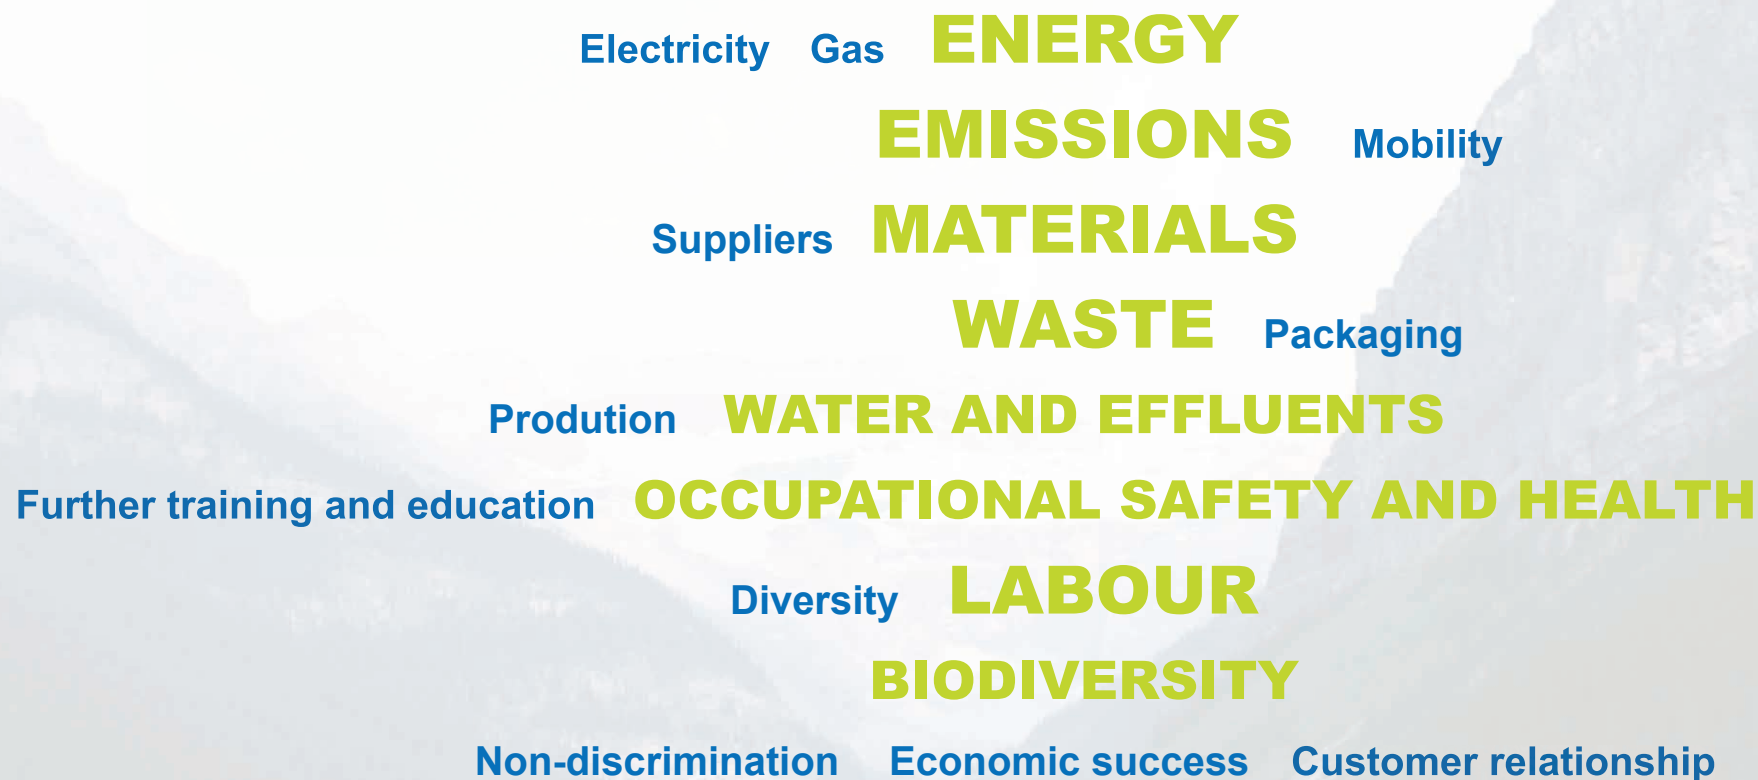 Electricity Gas ENERGY
EMISSIONS Mobility
Suppliers MATERIALS
WASTE Packaging
Prodution WATER AND EFFLUENTS
Further training and education OCCUPATIONAL SAFETY AND HEALTH
Diversity LABOUR
BIODIVERSITY
Non-discrimination Economic success Customer relationship